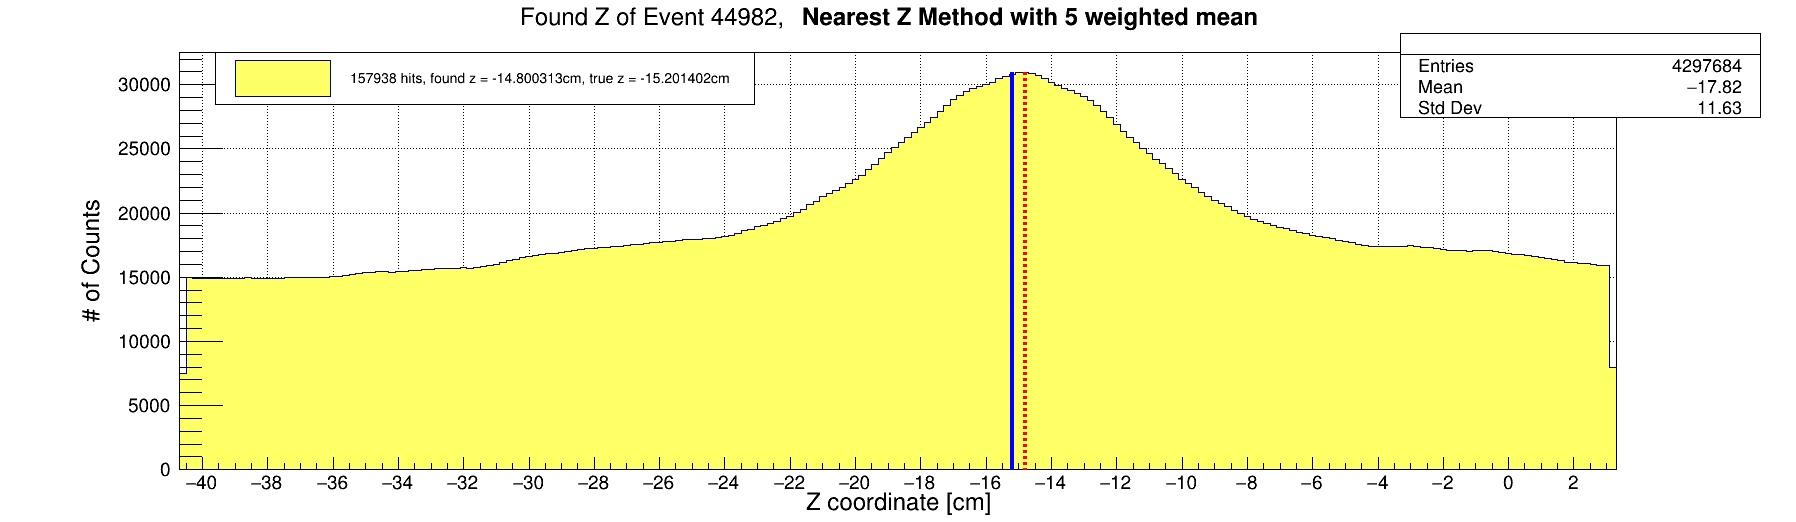 Found Z of Event 44982, Nearest Z Method with 5 weighted mean
157938 hits, found z = -14.800313cm, true z = -15.201402cm
Entries 4297684
Mean −17.82
Std Dev 11.63
# of Counts
30000
25000
20000
15000
10000
5000
0
−40 −38 −36 −34 −32 −30 −28 −26 −24 −22 −20 −18 −16 −14 −12 −10 −8 −6 −4 −2 0 2
Z coordinate [cm]